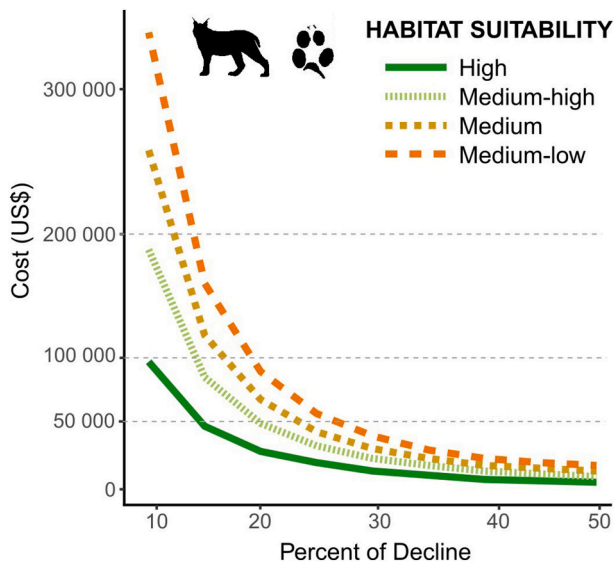 HABITAT SUITABILITY
High
Medium-high
Medium
Medium-low
Cost (US$)
300 000
200 000
100 000
50 000
0
10 20 30 40 50
Percent of Decline